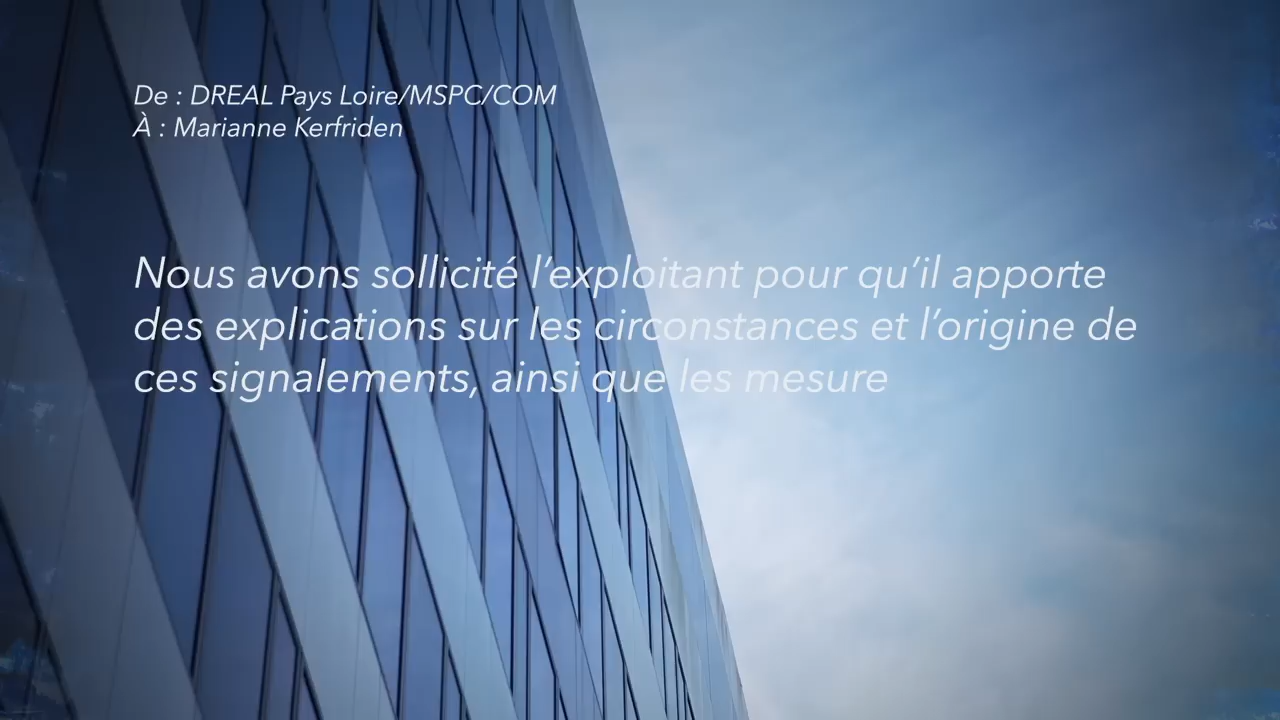 De : DREAL Pays Loire/MSPC/COM
À : Marianne Kerfriden
Nous avons sollicité l’exploitant pour qu’il apporte
des explications sur les circonstances et l’origine de
ces signalements, ainsi que les mesure